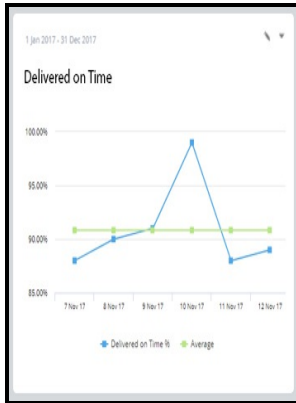 1 Jan 2017 - 31 Dec 2017
Delivered on Time
100.00%
95.00%
90.00%
85.00%
7 Nov 17 8 Nov 17 9 Nov 17 10 Nov 17 11 Nov 17 12 Nov 17
Delivered on Time % Average